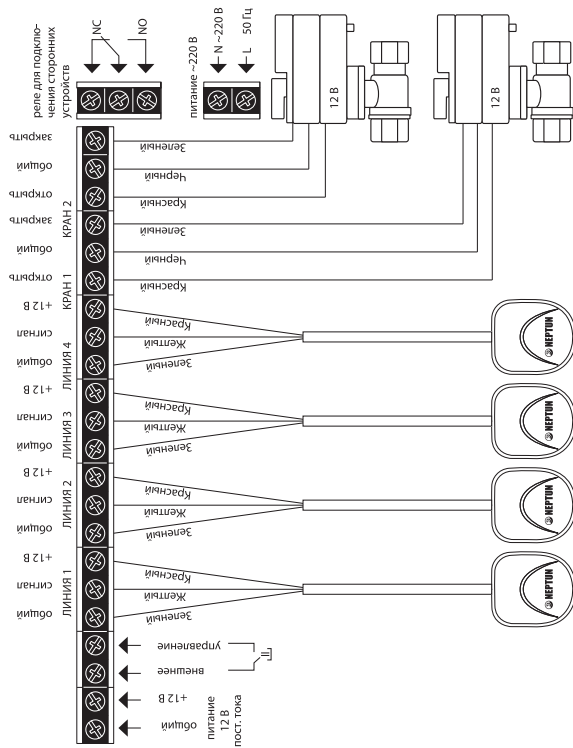 реле для подклю-
чения сторонних
устройств
NC
NO
питание ~220 В
N ~220 В
L 50 Гц
закрыть
общий
открыть
КРАН 2
закрыть
общий
открыть
КРАН 1
+12 В
сигнал
общий
ЛИНИЯ 4
+12 В
сигнал
общий
ЛИНИЯ 3
+12 В
сигнал
общий
ЛИНИЯ 2
+12 В
сигнал
общий
ЛИНИЯ 1
Зеленый
Черный
Красный
Зеленый
Черный
Красный
12 В
12 В
Красный
Желтый
Зеленый
NEPTUN
Красный
Желтый
Зеленый
NEPTUN
Красный
Желтый
Зеленый
NEPTUN
Красный
Желтый
Зеленый
NEPTUN
управление
внешнее
+12 В
общий
питание
12 В
пост. тока